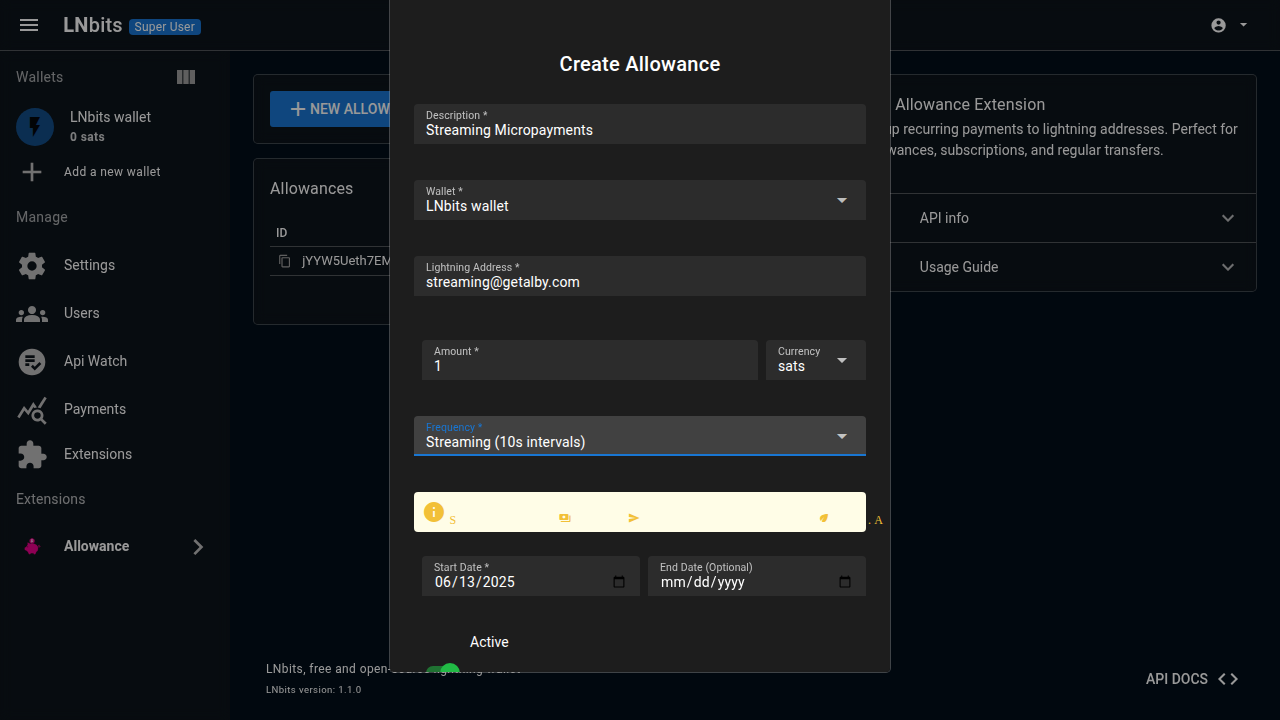 LNbits Super User
Wallets
LNbits wallet
0 sats
Add a new wallet
Manage
Settings
Users
Api Watch
Payments
Extensions
Extensions
Allowance
NEW ALLOW
Allowances
ID
jYYW5Ueth7EM
Create Allowance
Description *
Streaming Micropayments
Wallet *
LNbits wallet
Lightning Address *
streaming@getalby.com
Amount *
1
Currency
sats
Frequency *
Streaming (10s intervals)
S . A
Start Date *
06/13/2025
End Date (Optional)
mm/dd/yyyy
Active
Allowance Extension
up recurring payments to lightning addresses. Perfect for
wances, subscriptions, and regular transfers.
API info
Usage Guide
LNbits, free and open-
LNbits version: 1.1.0
API DOCS